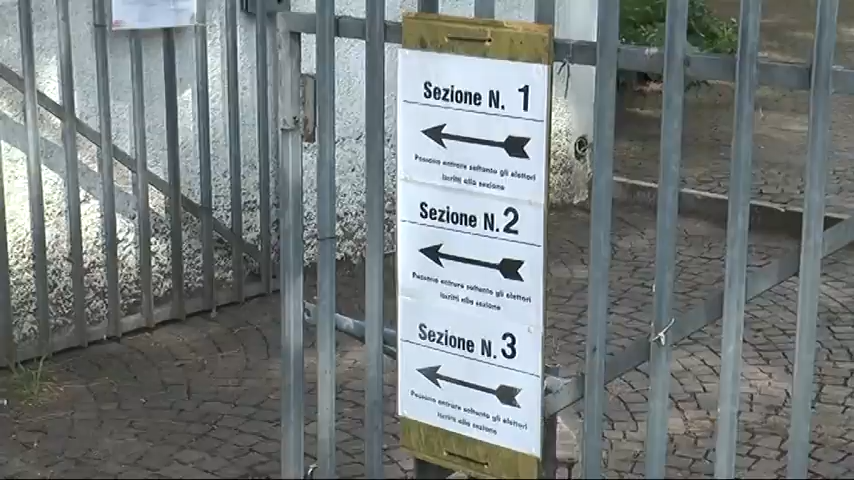 Sezione N. 1
Possono entrare soltanto gli elettori
iscritti alla sezione
Sezione N. 2
Possono entrare soltanto gli elettori
iscritti alla sezione
Sezione N. 3
Possono entrare soltanto gli elettori
iscritti alla sezione